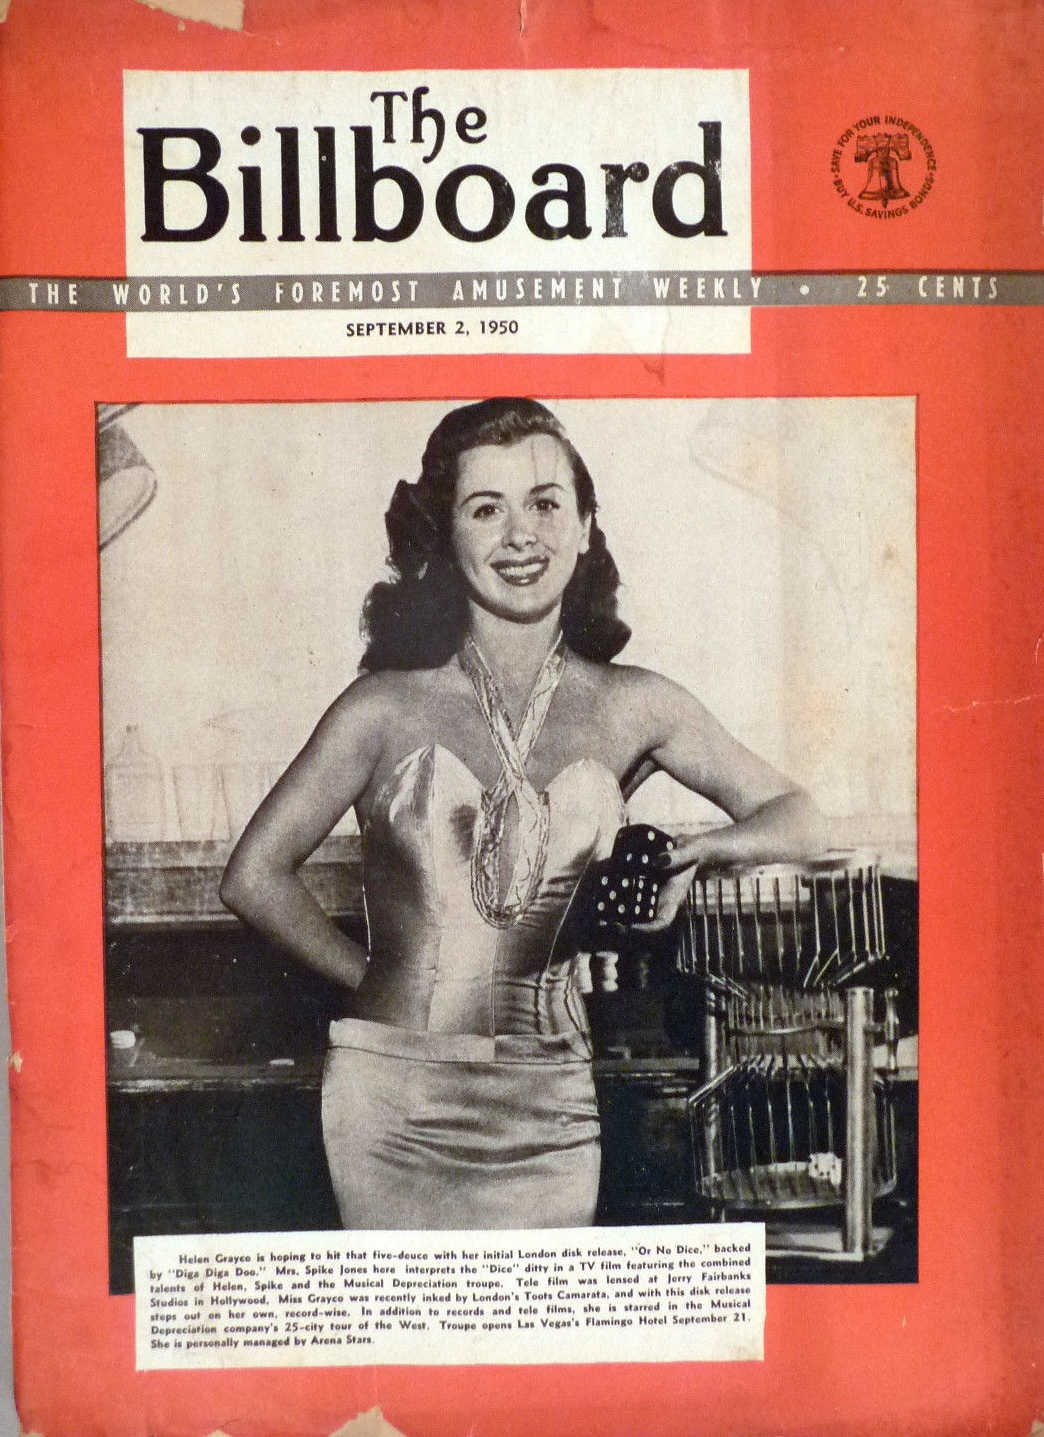 The
Billboard
SAVE FOR YOUR INDEPENDENCE
BUY U.S. SAVINGS BONDS
THE WORLD'S FOREMOST AMUSEMENT WEEKLY • 25 CENTS
SEPTEMBER 2, 1950
Helen Grayco is hoping to hit that five-deuce with her initial London disk release, "Or No Dice," backed
by "Diga Diga Doo." Mrs. Spike Jones here interprets the "Dice" ditty in a TV film featuring the combined
talents of Helen, Spike and the Musical Depreciation troupe. Tele film was lensed at Jerry Fairbanks
Studios in Hollywood. Miss Grayco was recently inked by London's Toots Camarata, and with this disk release
steps out on her own, record-wise. In addition to records and tele films, she is starred in the Musical
Depreciation company's 25-city tour of the West. Troupe opens Las Vegas's Flamingo Hotel September 21.
She is personally managed by Arena Stars.